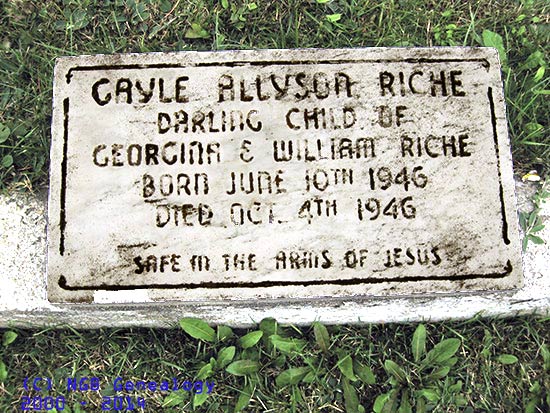 GAYLE ALLYSON RICHE
DARLING CHILD OF
GEORGINA & WILLIAM RICHE
BORN JUNE 10TH 1946
DIED OCT. 4TH 1946
SAFE IN THE ARMS OF JESUS
(C) NGB Genealogy
2000 - 2014